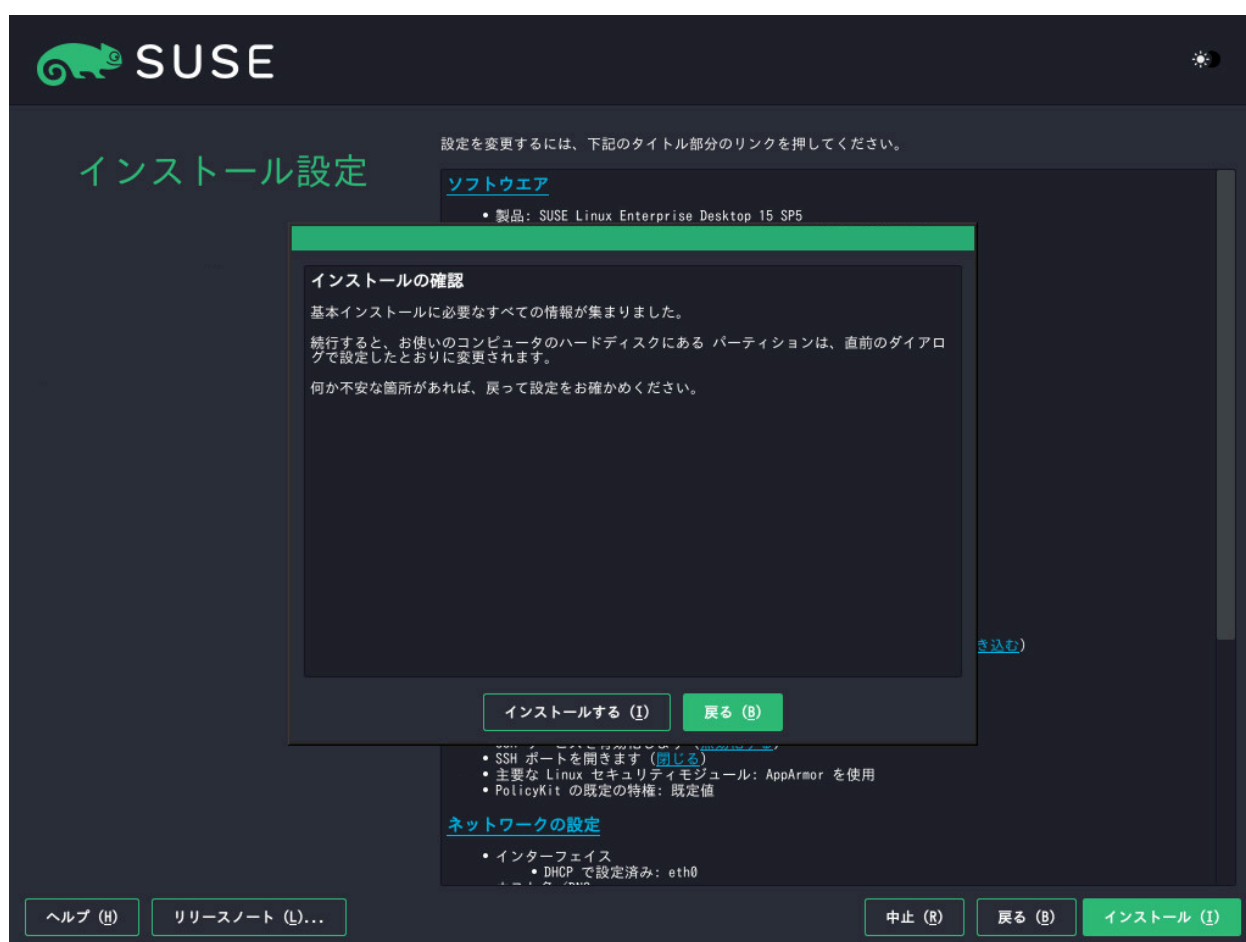 SUSE
インストール設定
設定を変更するには、下記のタイトル部分のリンクを押してください。
ソフトウエア
• 製品: SUSE Linux Enterprise Desktop 15 SP5
インストールの確認
基本インストールに必要なすべての情報が集まりました。
続行すると、お使いのコンピュータのハードディスクにある パーティションは、直前のダイアロ
グで設定したとおりに変更されます。
何か不安な箇所があれば、戻って設定をお確かめください。
き込む)
インストールする (I)
戻る (B)
• SSH ポートを開きます (閉じる)
• 主要な Linux セキュリティモジュール: AppArmor を使用
• PolicyKit の既定の特権: 既定値
ネットワークの設定
• インターフェイス
• DHCP で設定済み: eth0
ヘルプ (H)
リリースノート (L)...
中止 (R)
戻る (B)
インストール (I)